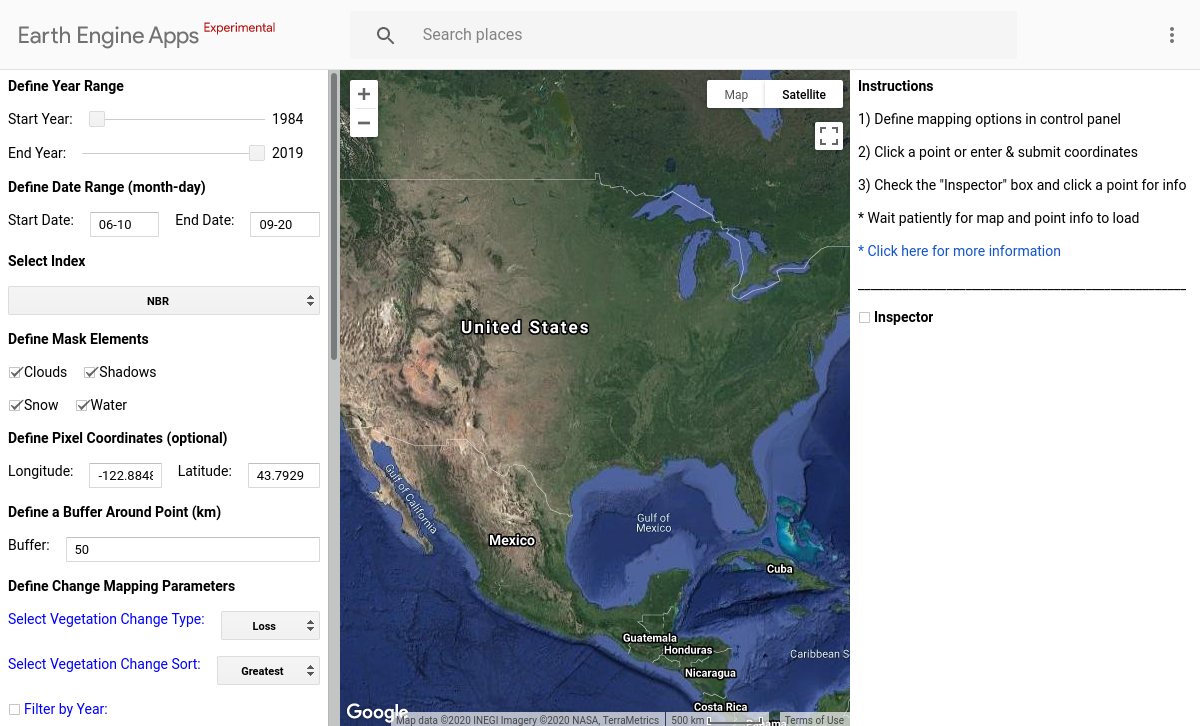 Earth Engine Apps Experimental
Search places
Define Year Range
Start Year: 1984
End Year: 2019
Define Date Range (month-day)
Start Date: 06-10 End Date: 09-20
Select Index
NBR
Define Mask Elements
Clouds Shadows
Snow Water
Define Pixel Coordinates (optional)
Longitude: -122.8848 Latitude: 43.7929
Define a Buffer Around Point (km)
Buffer: 50
Define Change Mapping Parameters
Select Vegetation Change Type: Loss
Select Vegetation Change Sort: Greatest
Filter by Year:
+
−
Map Satellite
United States
Gulf of California
Gulf of
Mexico
Mexico
Cuba
Guatemala
Honduras
Caribbean S
Nicaragua
Costa Rica
Panam
Google
Map data ©2020 INEGI Imagery ©2020 NASA, TerraMetrics 500 km Terms of Use
Instructions
1) Define mapping options in control panel
2) Click a point or enter & submit coordinates
3) Check the "Inspector" box and click a point for info
* Wait patiently for map and point info to load
* Click here for more information
Inspector